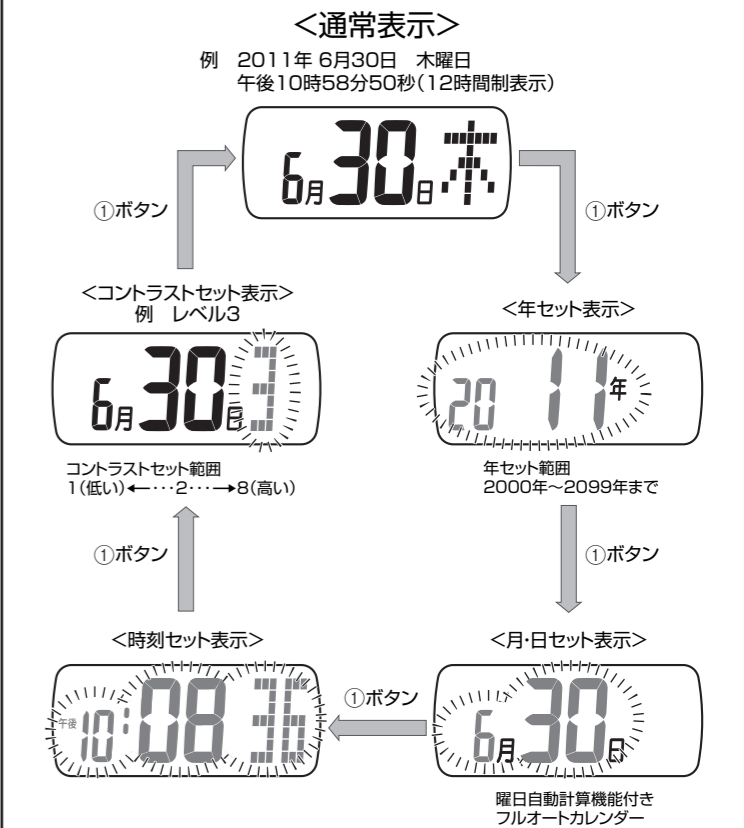 <通常表示>
例　2011年 6月30日　木曜日
午後10時58分50秒(12時間制表示)
6月30日木
①ボタン
①ボタン
<コントラストセット表示>
例　レベル3
6月30日3
コントラストセット範囲
1(低い)←・・・2・・・→8(高い)
<年セット表示>
2011年
年セット範囲
2000年～2099年まで
①ボタン
①ボタン
<時刻セット表示>
午後10:08 36
①ボタン
<月・日セット表示>
6月30日
曜日自動計算機能付き
フルオートカレンダー